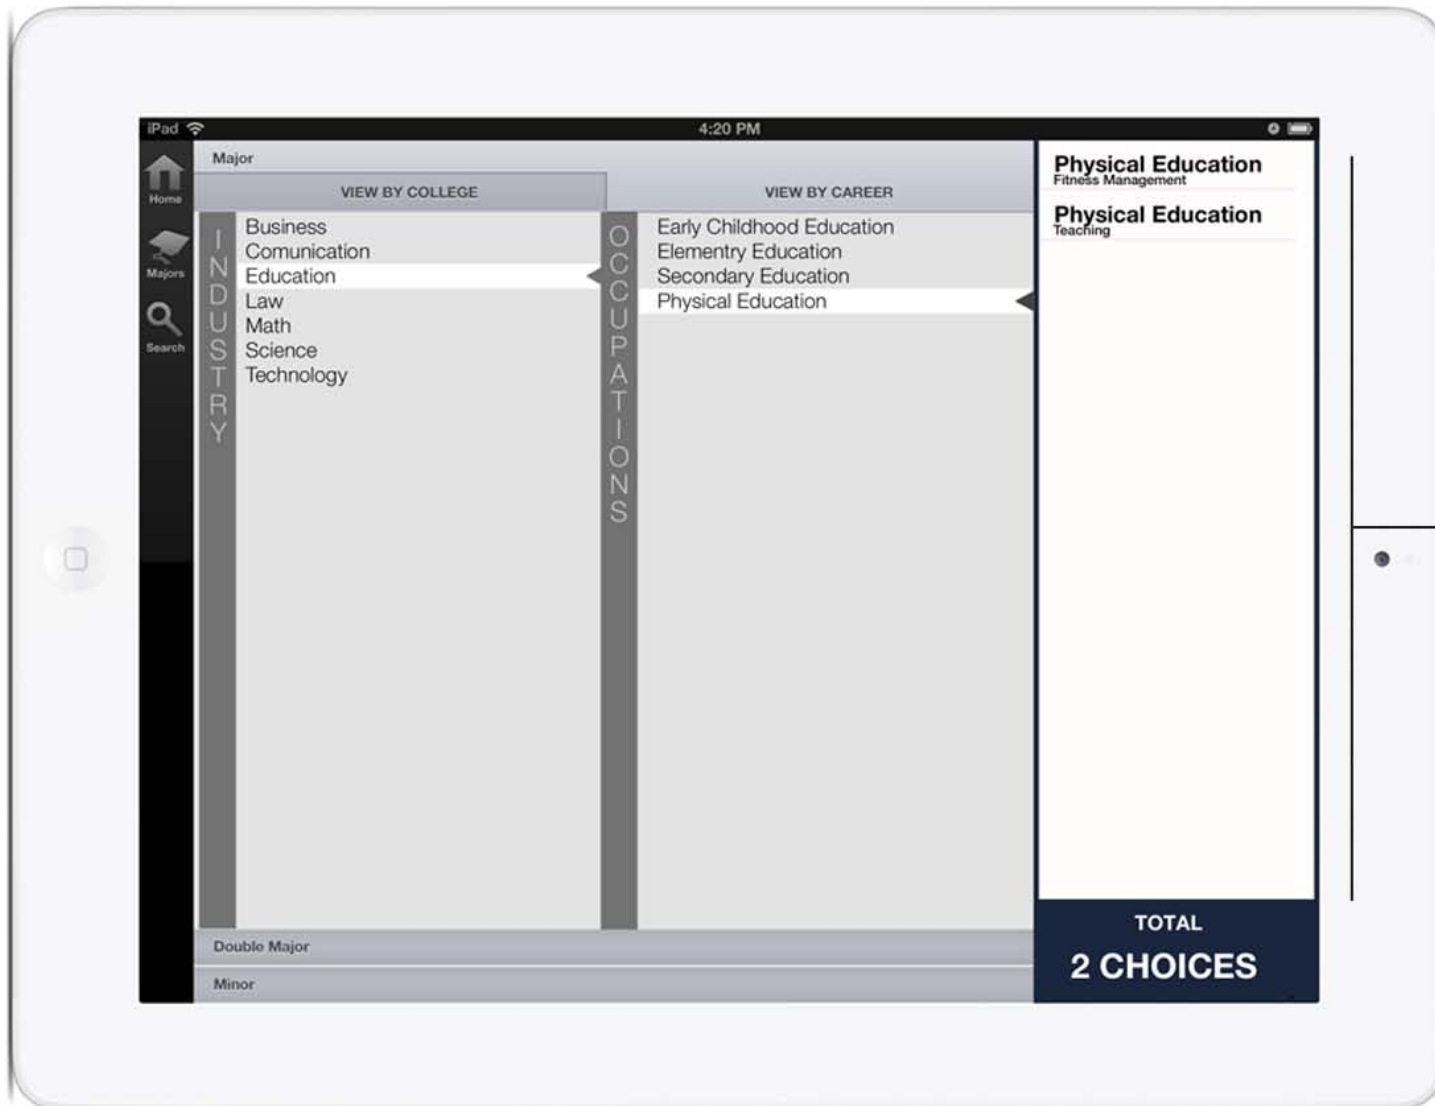 iPad
4:20 PM
Home
Majors
Search
Major
VIEW BY COLLEGE
VIEW BY CAREER
INDUSTRY
Business
Comunication
Education
Law
Math
Science
Technology
OCCUPATIONS
Early Childhood Education
Elementry Education
Secondary Education
Physical Education
Double Major
Minor
Physical Education
Fitness Management
Physical Education
Teaching
TOTAL
2 CHOICES